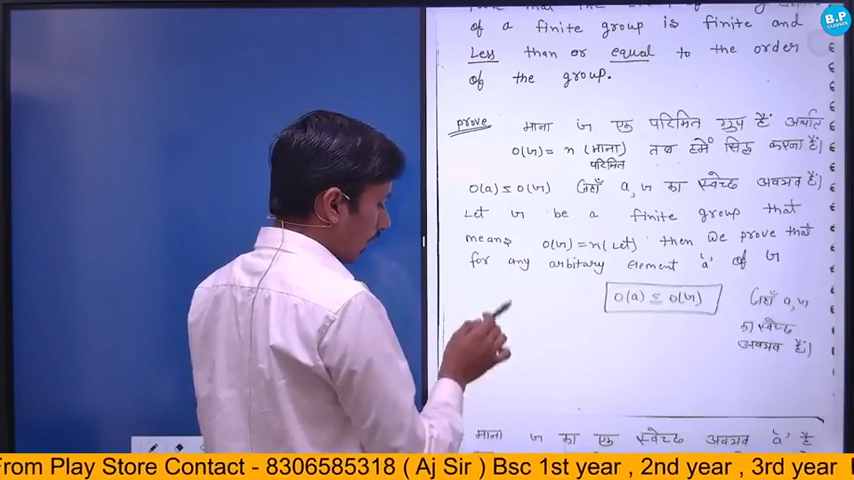 B.P
CLASSES
of a finite group is finite and
Less than or equal to the order
of the group.
prove माना G एक परिमित ग्रुप है अर्थात
O(G) = n (माना) तब हमें सिद्ध करना है|
परिमित
O(a) ≤ O(G) जहाँ a, G का स्वेच्छ अवयव है|
Let G be a finite group that
means O(G) = n (Let) then we prove that
for any arbitary element 'a' of G
O(a) ≤ O(G) जहाँ a, G
का स्वेच्छ
अवयव है|
माना G का एक स्वेच्छ अवयव 'a' है
From Play Store Contact - 8306585318 ( Aj Sir ) Bsc 1st year , 2nd year , 3rd year